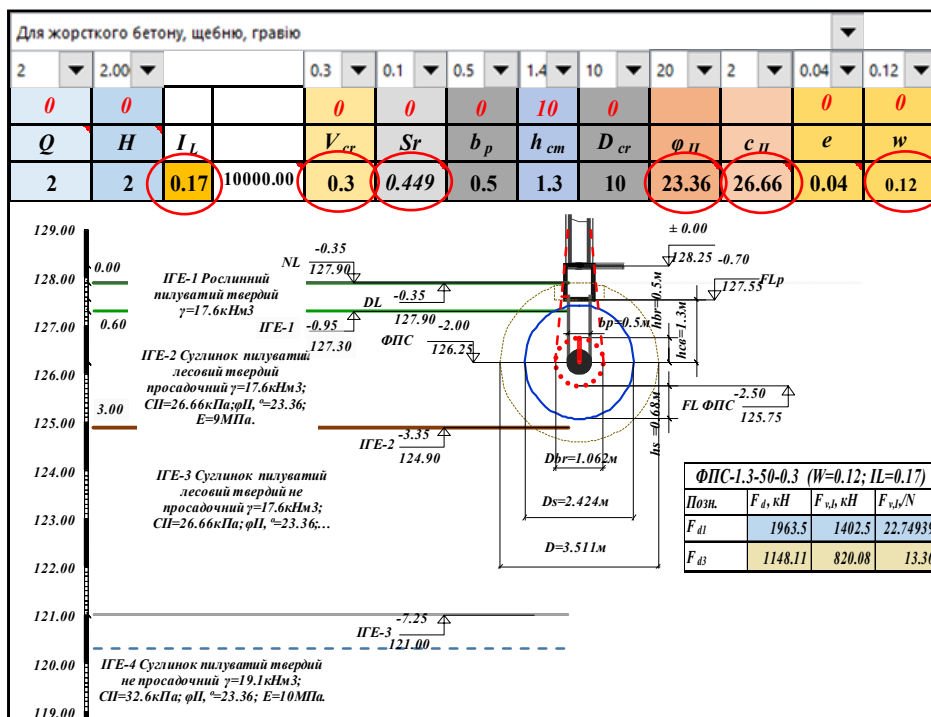 Для жорсткого бетону, щебню, гравію
2 2.00 0.3 0.1 0.5 1.4 10 20 2 0.04 0.12
0 0 0 0 0 10 0 0 0
Q H I L V cr Sr b p h cm D cr φ II c II e w
2 2 0.17 10000.00 0.3 0.449 0.5 1.3 10 23.36 26.66 0.04 0.12
129.00
128.00
127.00
126.00
125.00
124.00
123.00
122.00
121.00
120.00
119.00
0.00
0.60
3.00
ІГЕ-1 Рослинний
пилуватий твердий
γ=17.6кНм3
ІГЕ-2 Суглинок пилуватий
лесовий твердий
просадочний γ=17.6кНм3;
СІІ=26.66кПа;φІІ, º=23.36;
E=9МПа.
ІГЕ-3 Суглинок пилуватий
лесовий твердий не
просадочний γ=17.6кНм3;
СІІ=26.66кПа; φІІ, º=23.36;...
ІГЕ-4 Суглинок пилуватий твердий
не просадочний γ=19.1кНм3;
СІІ=32.6кПа; φІІ, º=23.36; E=10МПа.
NL -0.35
127.90
DL -0.35
127.90
ІГЕ-1 -0.95
127.30
ФПС -2.00
126.25
ІГЕ-2 -3.35
124.90
ІГЕ-3 -7.25
121.00
± 0.00
128.25
-0.70
127.55 FLp
-2.50
FL ФПС 125.75
bp=0.5м
hbr=0.5м
hсв=1.3м
hs =0.68м
Dbr=1.062м
Ds=2.424м
D=3.511м
ФПС-1.3-50-0.3 (W=0.12; IL=0.17)
Позн. F d, кН F v,I, кН F v,I,/N
F d1 1963.5 1402.5 22.74939
F d3 1148.11 820.08